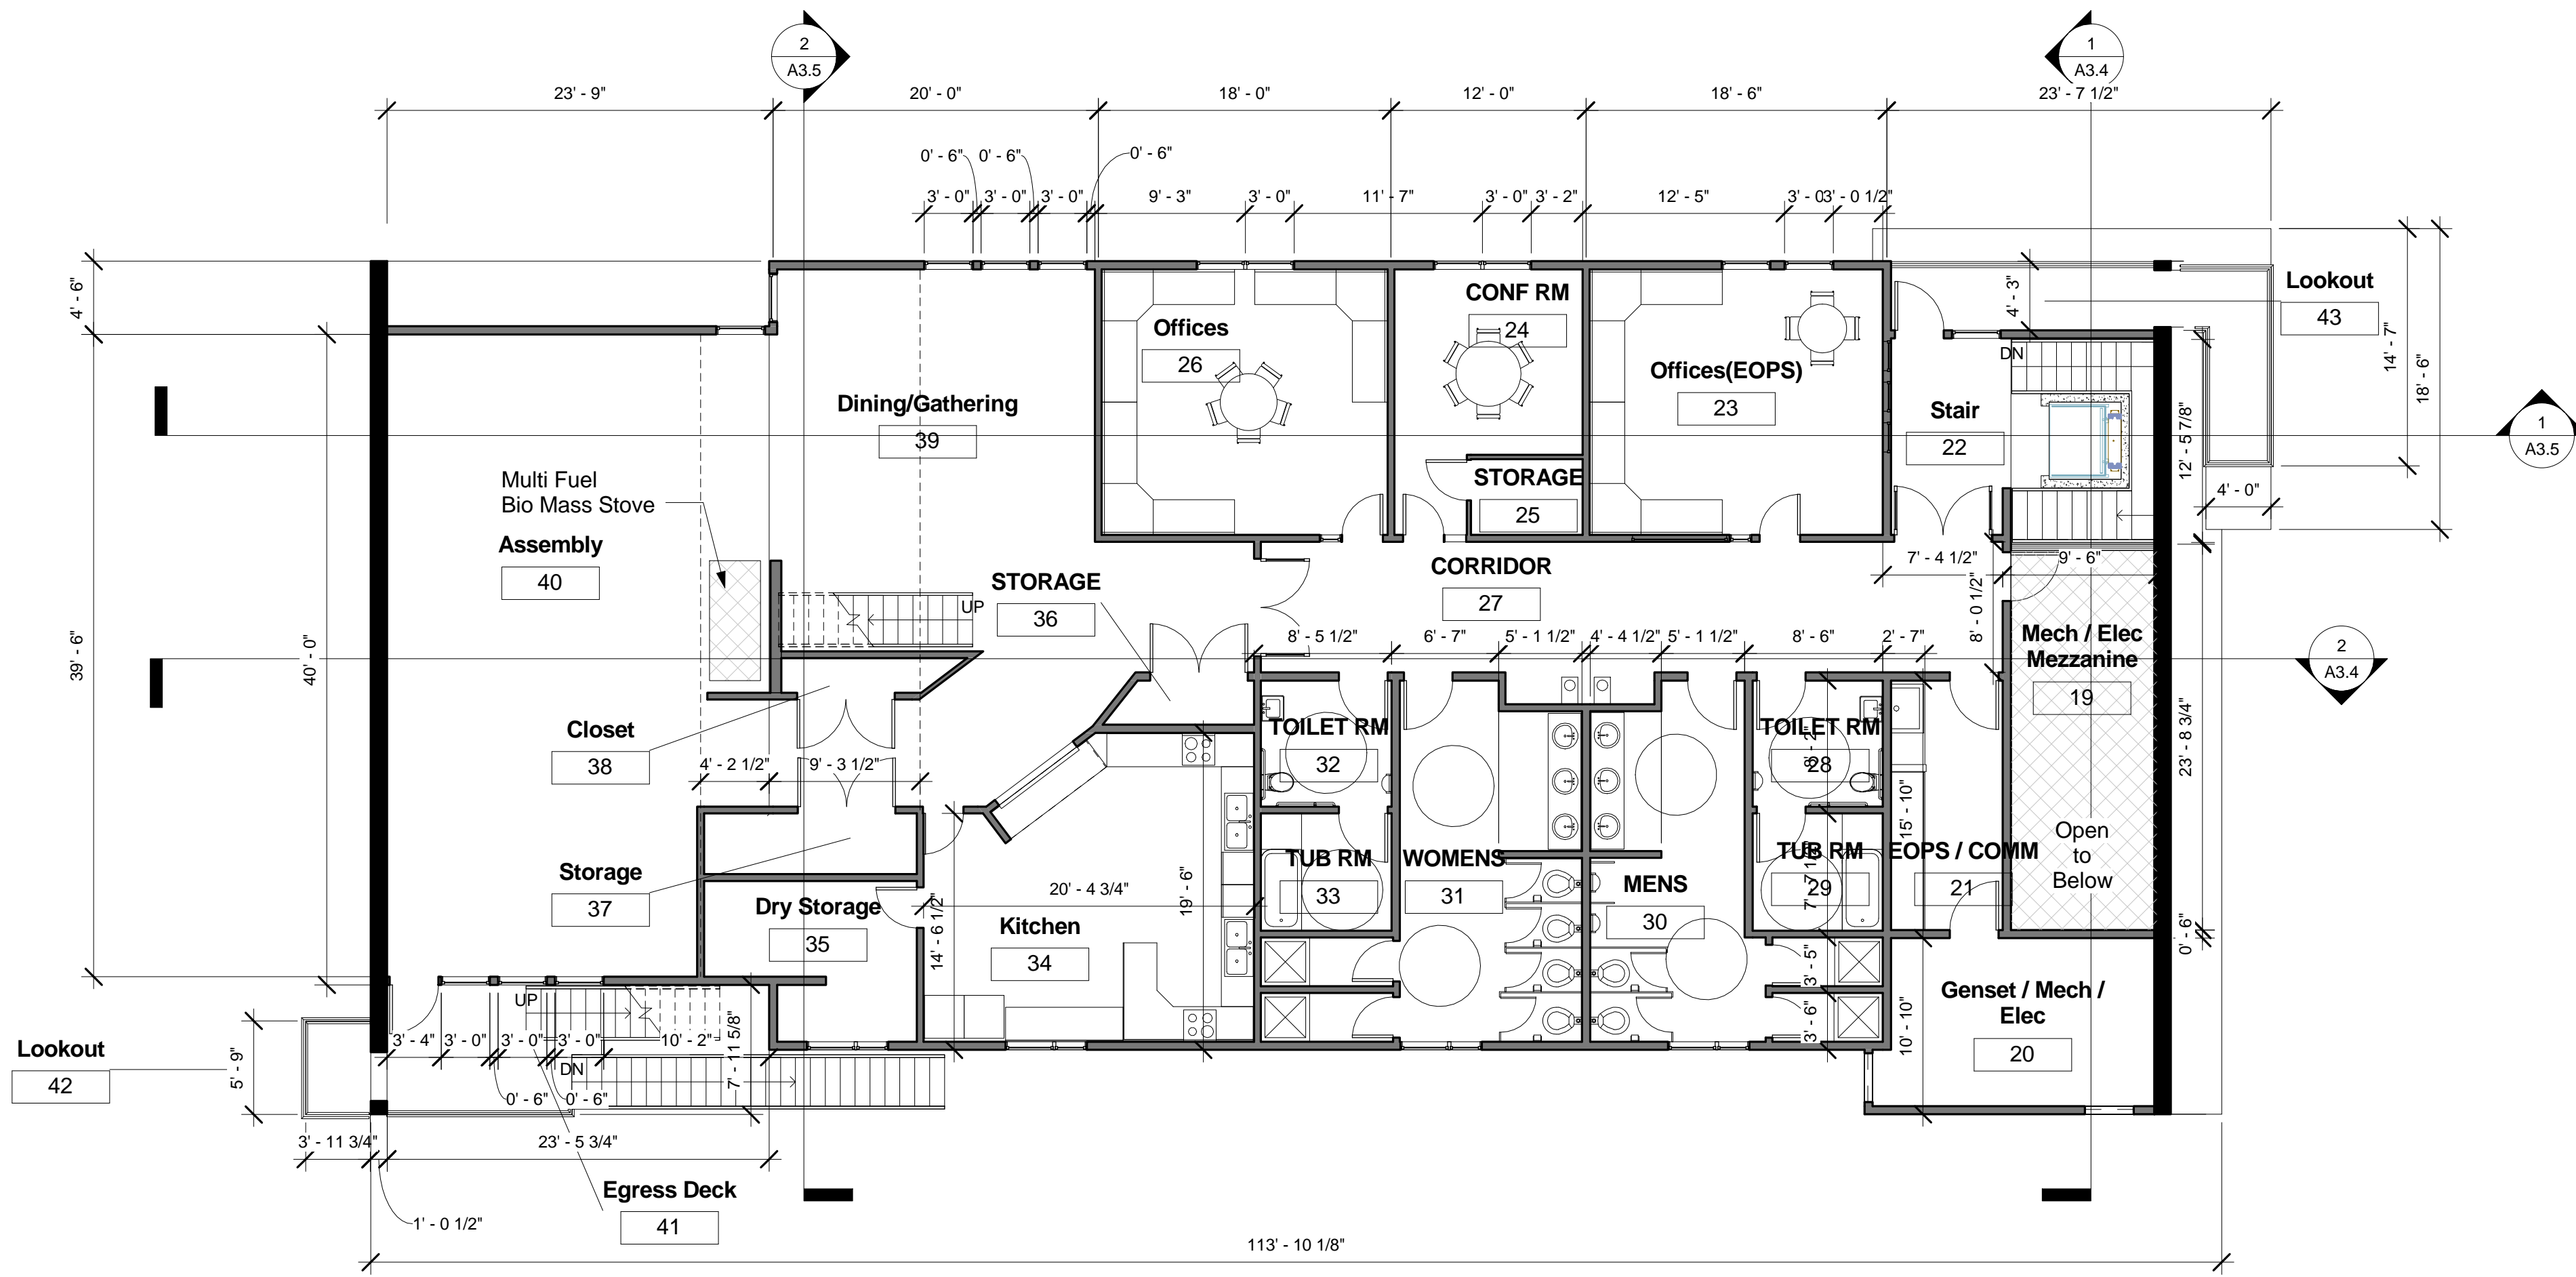 2
A3.5
1
A3.4
23' - 9"
20' - 0"
18' - 0"
12' - 0"
18' - 6"
23' - 7 1/2"
0' - 6"
0' - 6"
0' - 6"
3' - 0"
3' - 0"
3' - 0"
9' - 3"
3' - 0"
11' - 7"
3' - 0"
3' - 2"
12' - 5"
3' - 0
3' - 0 1/2"
4' - 6"
39' - 6"
40' - 0"
4' - 3"
Lookout
43
14' - 7"
18' - 6"
CONF RM
24
Offices
26
Offices(EOPS)
23
DN
Dining/Gathering
39
Stair
22
12' - 5 7/8"
1
A3.5
4' - 0"
Multi Fuel
Bio Mass Stove
STORAGE
25
Assembly
40
STORAGE
36
UP
CORRIDOR
27
7' - 4 1/2"
9' - 6"
8' - 0 1/2"
8' - 5 1/2"
6' - 7"
5' - 1 1/2"
4' - 4 1/2"
5' - 1 1/2"
8' - 6"
2' - 7"
Mech / Elec
Mezzanine
19
2
A3.4
23' - 8 3/4"
Closet
38
4' - 2 1/2"
9' - 3 1/2"
TOILET RM
32
TOILET RM
28
15' - 10"
Open
to
Below
TUB RM
33
WOMENS
31
MENS
30
TUB RM
29
EOPS / COMM
21
Storage
37
Dry Storage
35
20' - 4 3/4"
19' - 6"
14' - 6 1/2"
Kitchen
34
0' - 6"
3' - 5"
3' - 6"
10' - 10"
Genset / Mech /
Elec
20
UP
3' - 4"
3' - 0"
3' - 0"
3' - 0"
10' - 2"
7' - 11 5/8"
DN
0' - 6"
0' - 6"
Lookout
42
5' - 9"
3' - 11 3/4"
23' - 5 3/4"
Egress Deck
41
1' - 0 1/2"
113' - 10 1/8"